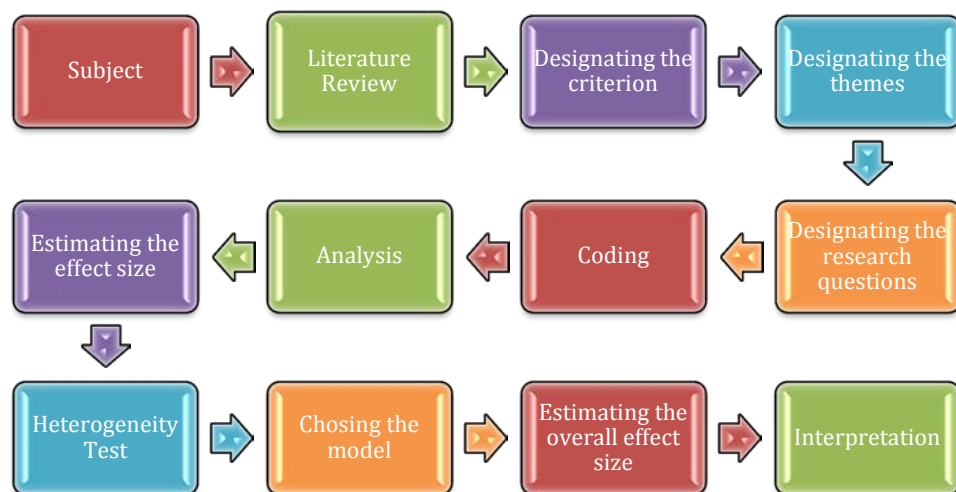 Subject
Literature
Review
Designating the
criterion
Designating the
themes
Designating the
research
questions
Coding
Analysis
Estimating the
effect size
Heterogeneity
Test
Chosing the
model
Estimating the
overall effect
size
Interpretation